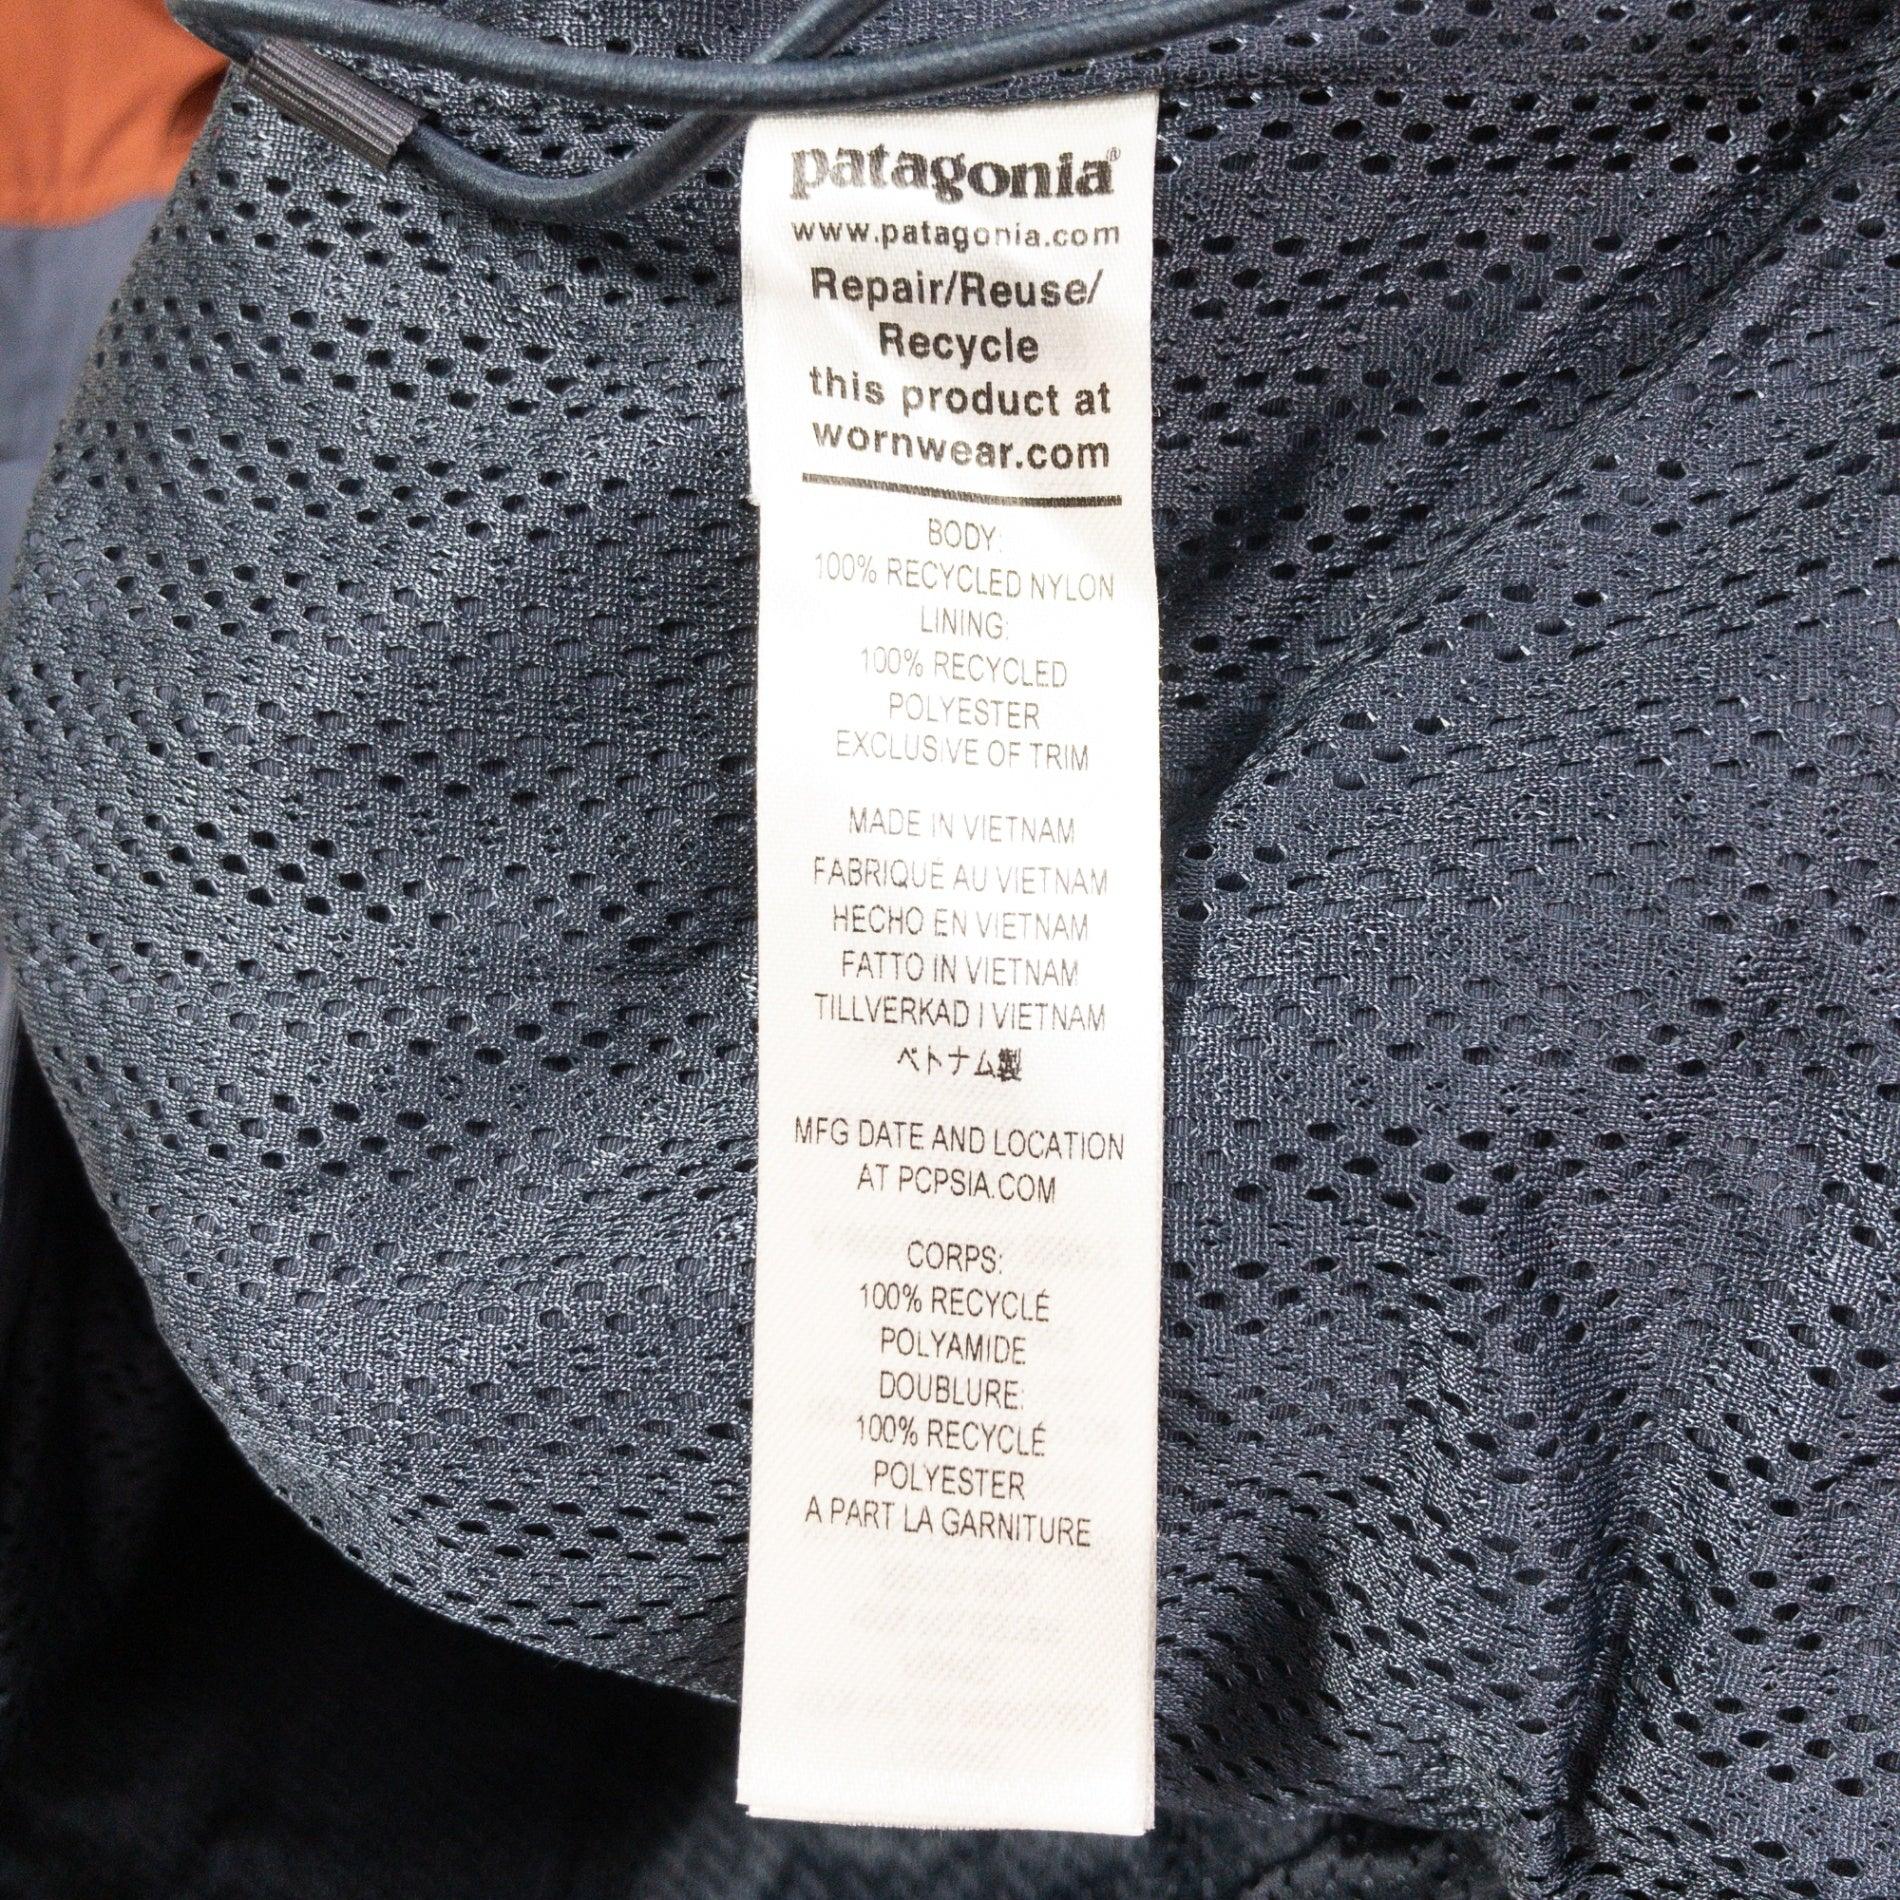 patagonia®
www.patagonia.com
Repair/Reuse/
Recycle
this product at
wornwear.com
BODY:
100% RECYCLED NYLON
LINING:
100% RECYCLED
POLYESTER
EXCLUSIVE OF TRIM
MADE IN VIETNAM
FABRIQUÉ AU VIETNAM
HECHO EN VIETNAM
FATTO IN VIETNAM
TILLVERKAD I VIETNAM
ベトナム製
MFG DATE AND LOCATION
AT PCPSIA.COM
CORPS:
100% RECYCLÉ
POLYAMIDE
DOUBLURE:
100% RECYCLÉ
POLYESTER
A PART LA GARNITURE